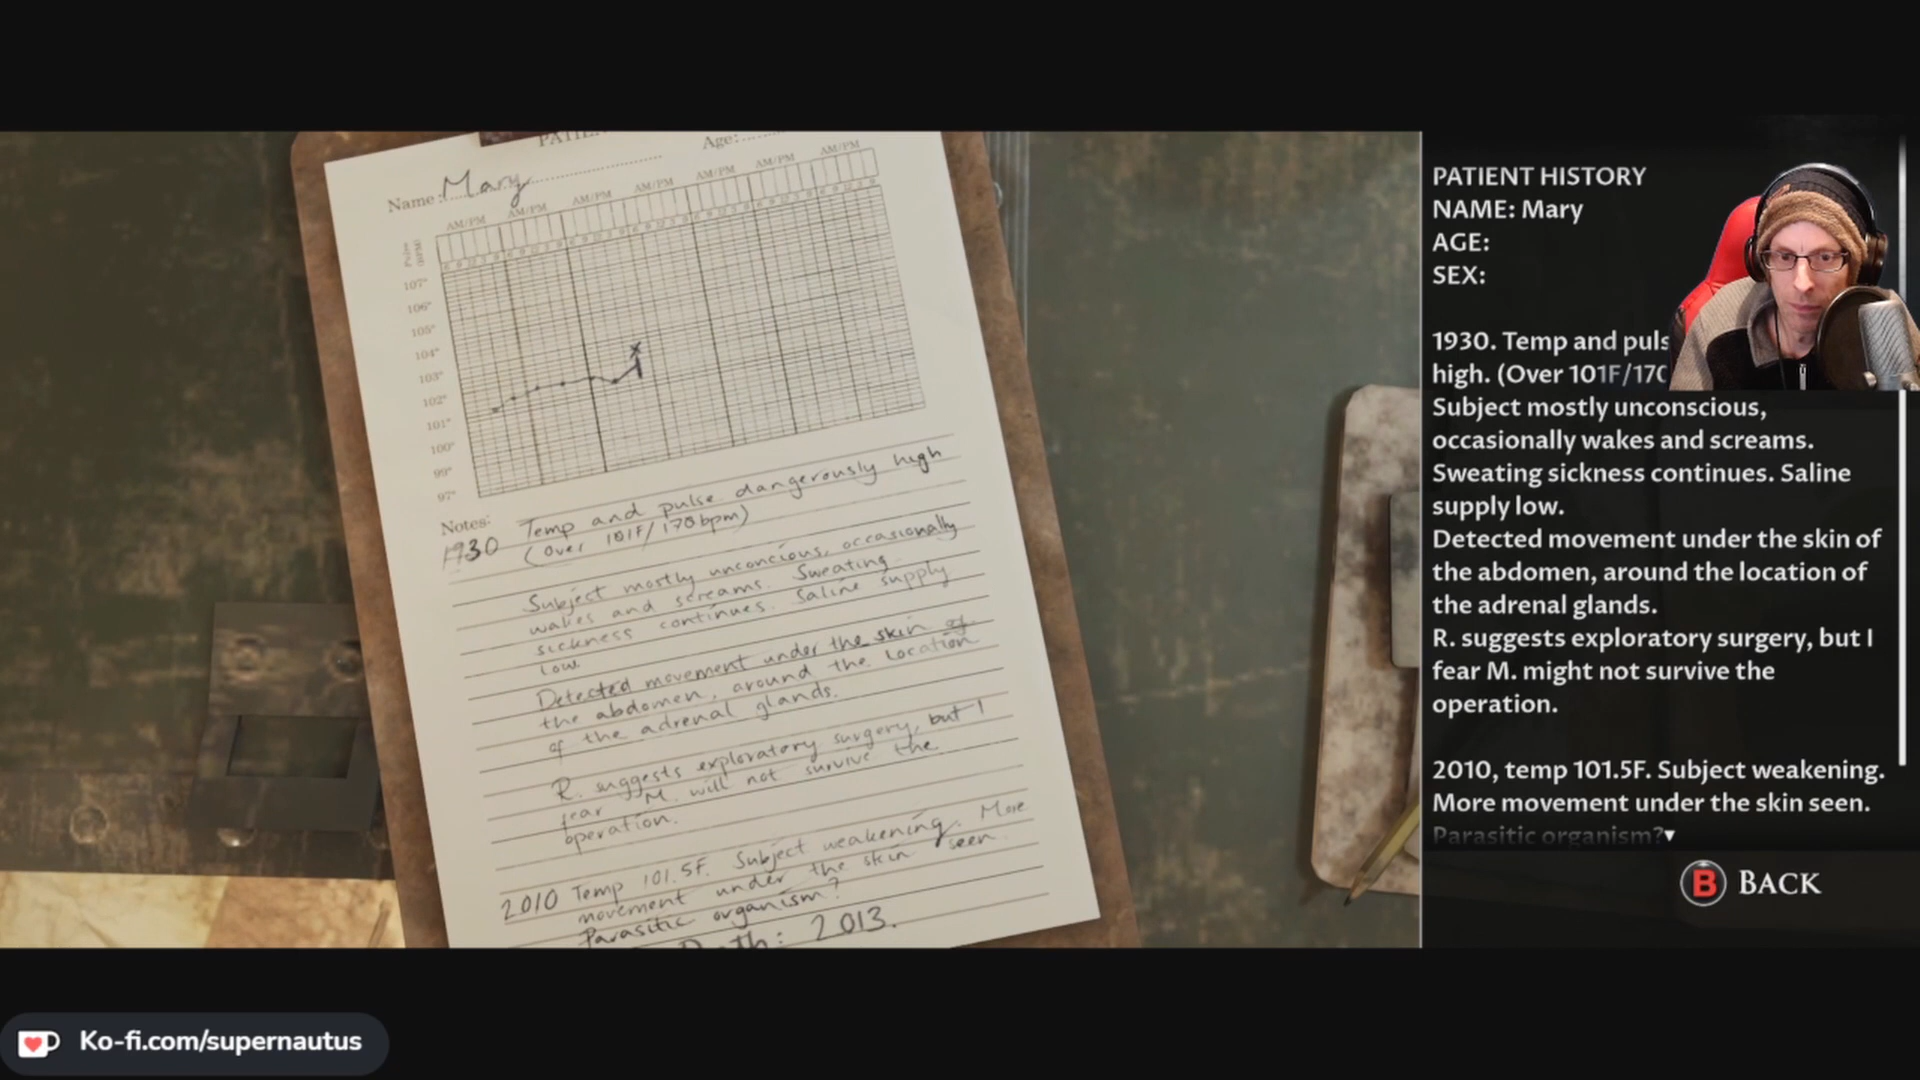 PATIE
Age:
Name: Mary
AM/PM AM/PM AM/PM AM/PM AM/PM AM/PM AM/PM
Pulse
107°
106°
105°
104°
103°
102°
101°
100°
99°
97°
Notes:
1930 Temp and pulse dangerously high
(over 101F/170bpm)
Subject mostly unconcious, occasionally
wakes and screams. Sweating
sickness continues. Saline supply
low
Detected movement under the skin of
the abdomen, around the location
of the adrenal glands.
R. suggests exploratory surgery, but I
fear M. will not survive the
operation.
2010 Temp 101.5F. Subject weakening. More
movement under the skin seen
Parasitic organism?
Death: 2013.
PATIENT HISTORY
NAME: Mary
AGE:
SEX:
1930. Temp and puls
high. (Over 101F/170
Subject mostly unconscious,
occasionally wakes and screams.
Sweating sickness continues. Saline
supply low.
Detected movement under the skin of
the abdomen, around the location of
the adrenal glands.
R. suggests exploratory surgery, but I
fear M. might not survive the
operation.
2010, temp 101.5F. Subject weakening.
More movement under the skin seen.
Parasitic organism?
B BACK
Ko-fi.com/supernautus